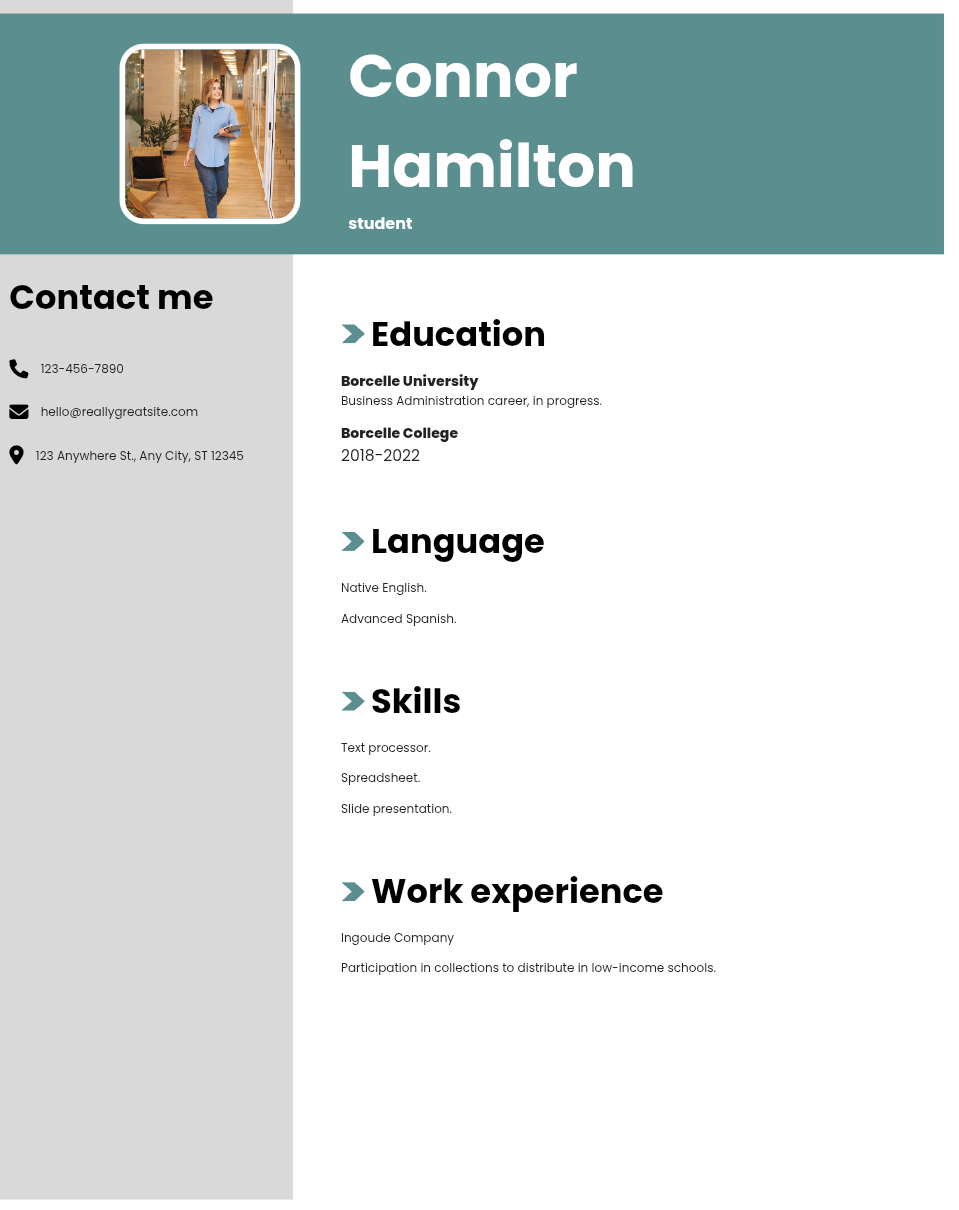 Connor
Hamilton
student
Contact me
123-456-7890
hello@reallygreatsite.com
123 Anywhere St., Any City, ST 12345
Education
Borcelle University
Business Administration career, in progress.
Borcelle College
2018-2022
Language
Native English.
Advanced Spanish.
Skills
Text processor.
Spreadsheet.
Slide presentation.
Work experience
Ingoude Company
Participation in collections to distribute in low-income schools.